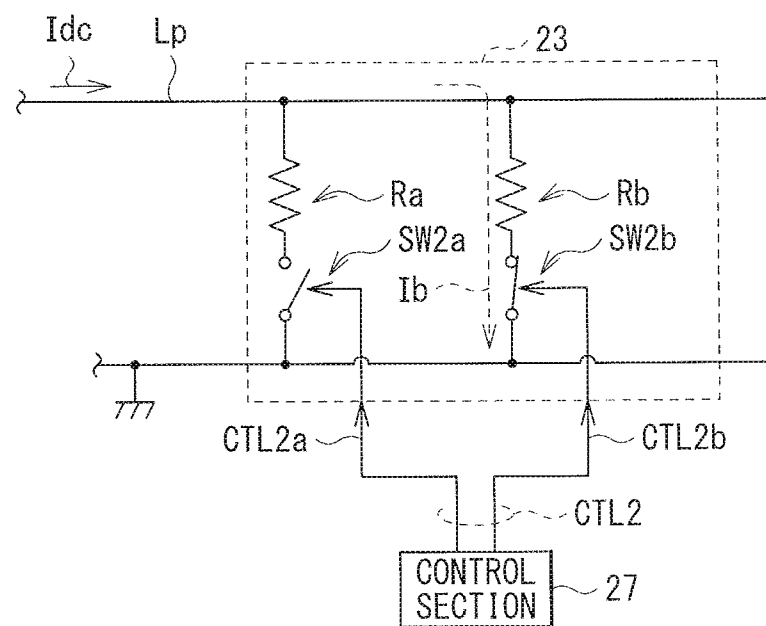 Idc
Lp
23
Ra
Rb
SW2a
SW2b
Ib
CTL2a
CTL2b
CTL2
CONTROL
SECTION
27